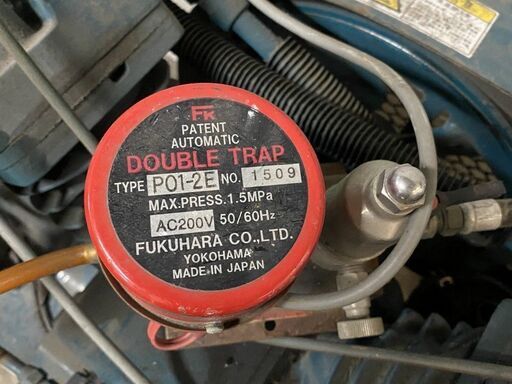 FK
PATENT
AUTOMATIC
DOUBLE TRAP
TYPE P01-2E NO. 1509
MAX.PRESS.1.5MPa
AC200V 50/60Hz
FUKUHARA CO.,LTD.
YOKOHAMA
MADE IN JAPAN